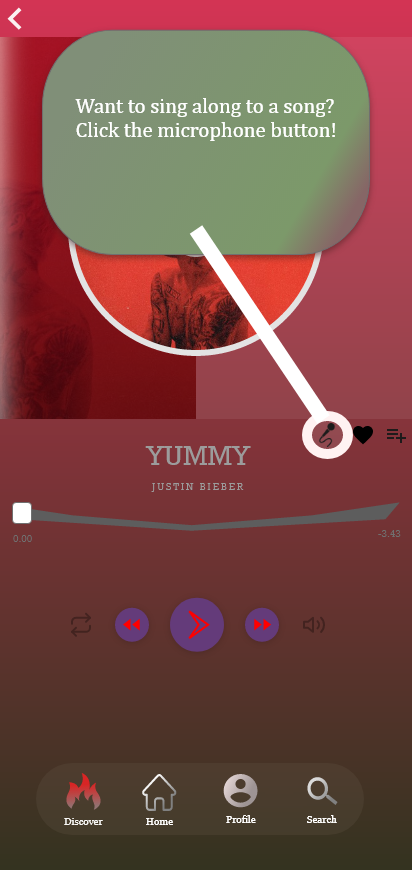 Want to sing along to a song?
Click the microphone button!
YUMMY
JUSTIN BIEBER
0.00
-3.43
Discover
Home
Profile
Search